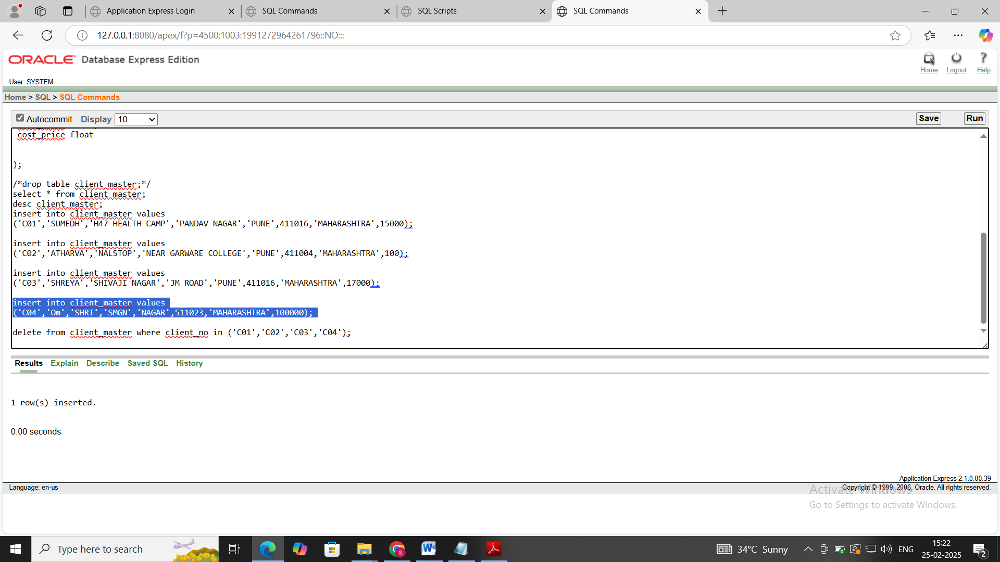 Application Express Login
SQL Commands
SQL Scripts
SQL Commands
127.0.0.1:8080/apex/f?p=4500:1003:1991272964261796::NO:::
ORACLE Database Express Edition
Home Logout Help
User: SYSTEM
Home > SQL > SQL Commands
Autocommit Display 10 Save Run
cost_price float
);
/*drop table client_master;*/
select * from client_master;
desc client_master;
insert into client_master values
('C01','SUMEDH','H47 HEALTH CAMP','PANDAV NAGAR','PUNE',411016,'MAHARASHTRA',15000);
insert into client_master values
('C02','ATHARVA','NALSTOP','NEAR GARWARE COLLEGE','PUNE',411004,'MAHARASHTRA',100);
insert into client_master values
('C03','SHREYA','SHIVAJI NAGAR','JM ROAD','PUNE',411016,'MAHARASHTRA',17000);
insert into client_master values
('C04','Om','SHRI','SMGN','NAGAR',511023,'MAHARASHTRA',100000);
delete from client_master where client_no in ('C01','C02','C03','C04');
Results Explain Describe Saved SQL History
1 row(s) inserted.
0.00 seconds
Application Express 2.1.0.00.39
Language: en-us Copyright © 1999, 2006, Oracle. All rights reserved.
Activate Windows
Go to Settings to activate Windows.
Type here to search
34°C Sunny
ENG
15:22
25-02-2025
2